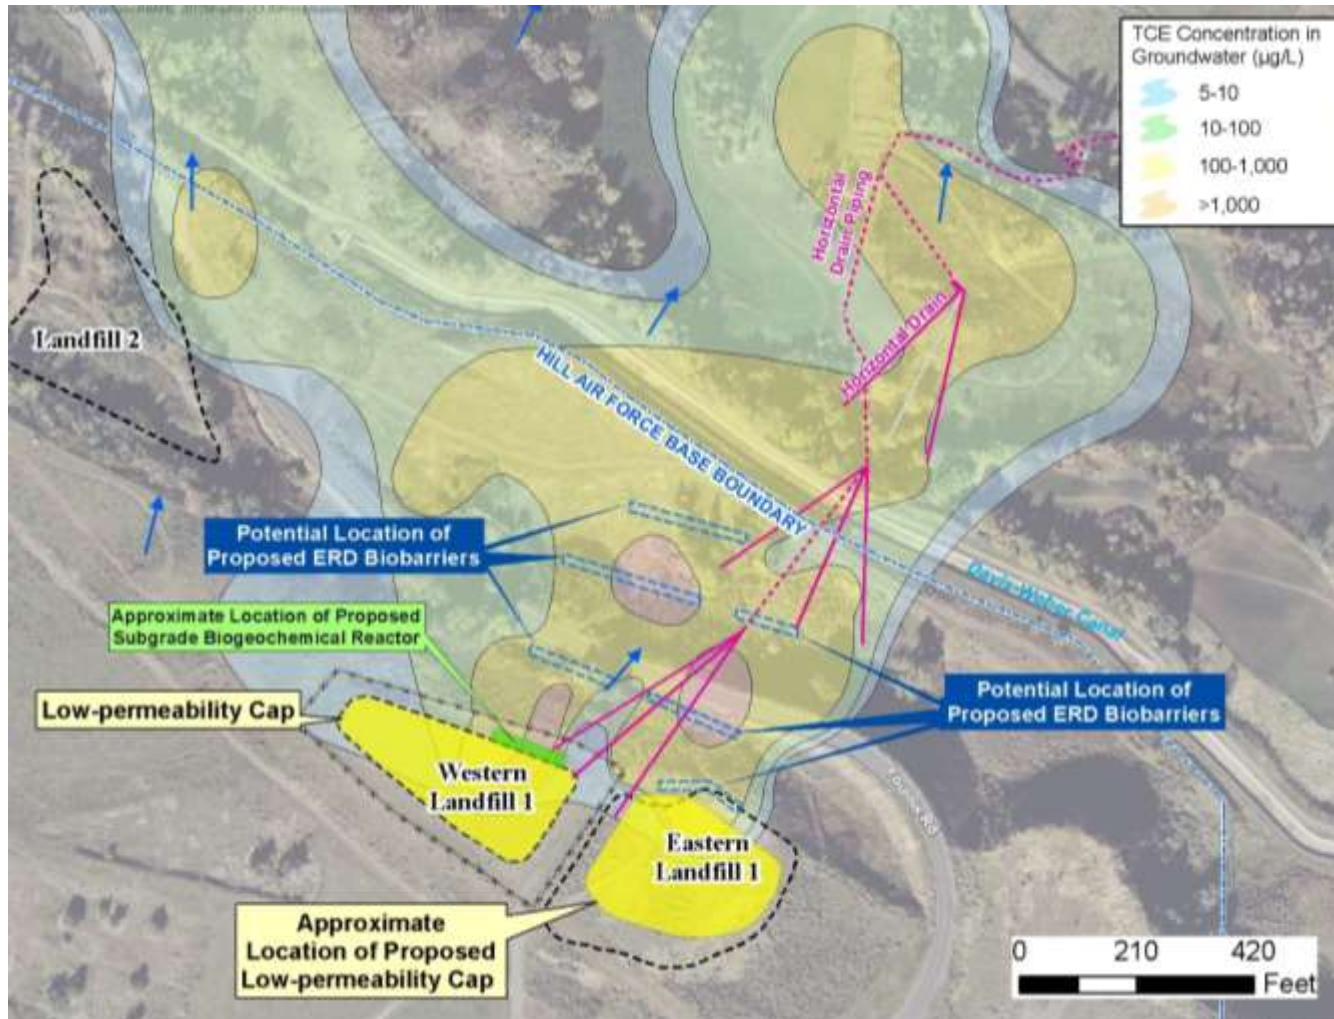 TCE Concentration in
Groundwater (µg/L)
5-10
10-100
100-1,000
>1,000
Horizontal
Drain Piping
Horizontal Drain
Landfill 2
HILL AIR FORCE BASE BOUNDARY
Potential Location of
Proposed ERD Biobarriers
Davis-Weber Canal
Approximate Location of Proposed
Subgrade Biogeochemical Reactor
Potential Location of
Proposed ERD Biobarriers
Low-permeability Cap
Western
Landfill 1
Eastern
Landfill 1
Approximate
Location of Proposed
Low-permeability Cap
0 210 420
Feet